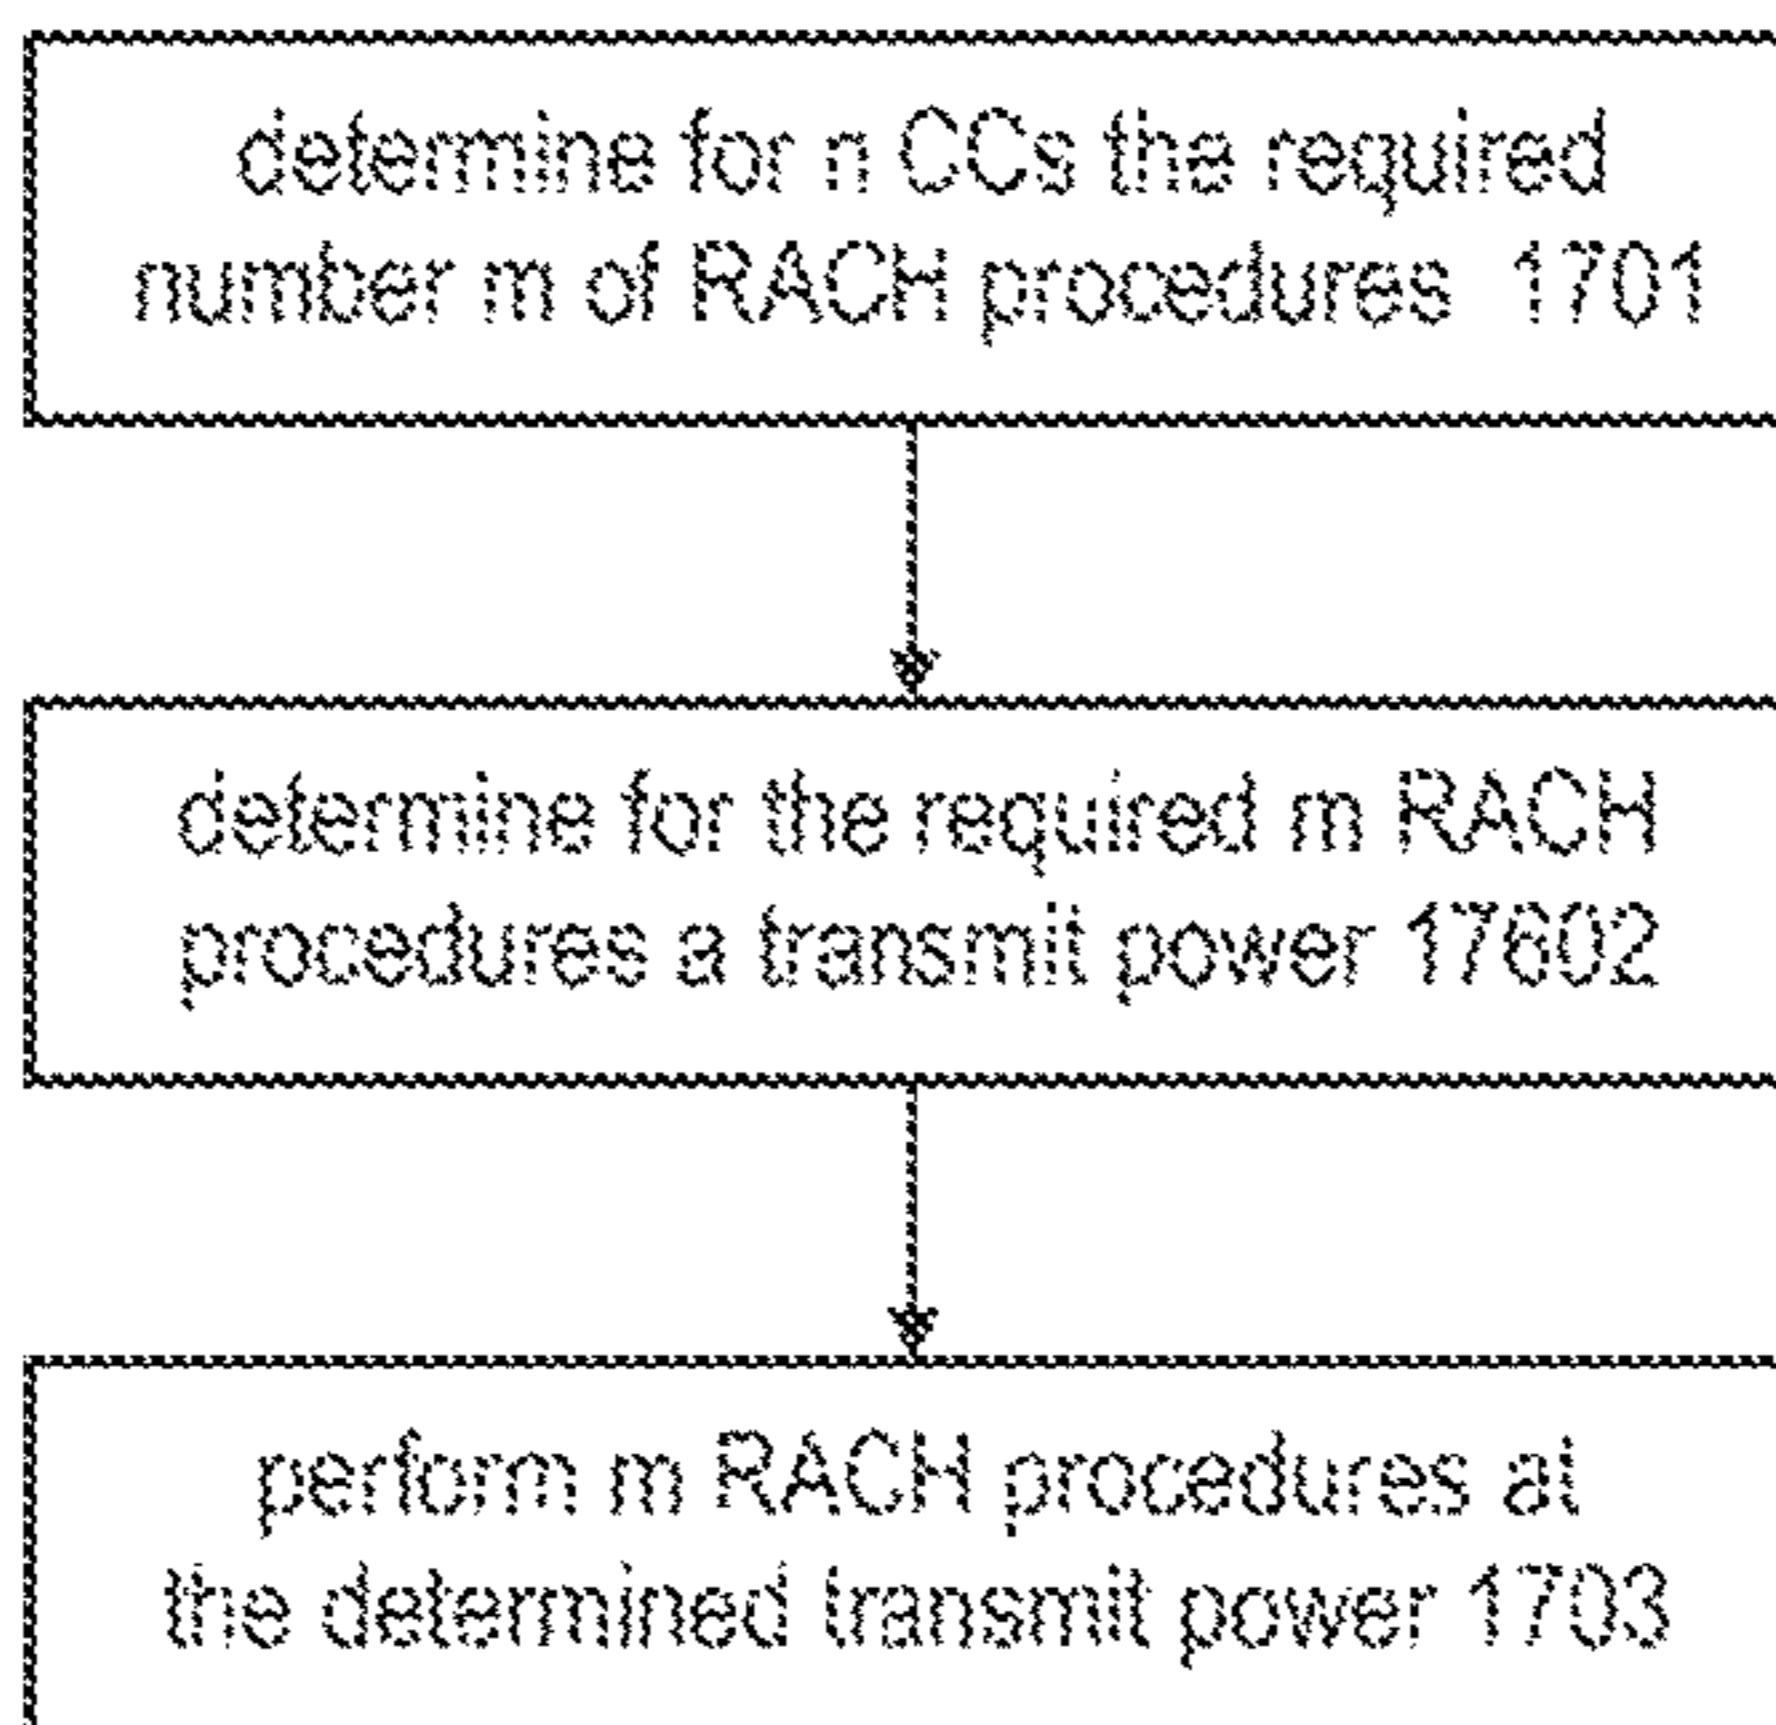 determine for n CCs the required
number m of RACH procedures 1701
determine for the required m RACH
procedures a transmit power 17602
perform m RACH procedures at
the determined transmit power 1703